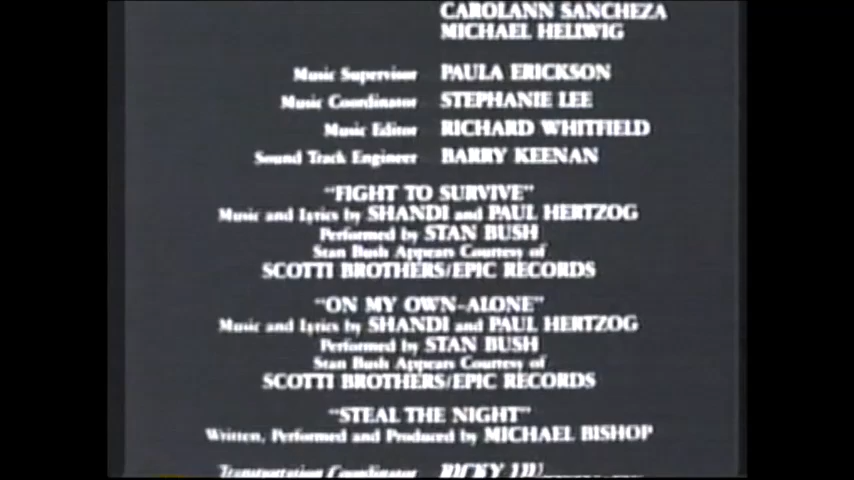 CAROLANN SANCHEZA
MICHAEL HELLWIG
Music Supervisor PAULA ERICKSON
Music Coordinator STEPHANIE LEE
Music Editor RICHARD WHITFIELD
Sound Track Engineer BARRY KEENAN
"FIGHT TO SURVIVE"
Music and Lyrics by SHANDI and PAUL HERTZOG
Performed by STAN BUSH
Stan Bush Appears Courtesy of
SCOTTI BROTHERS/EPIC RECORDS
"ON MY OWN-ALONE"
Music and Lyrics by SHANDI and PAUL HERTZOG
Performed by STAN BUSH
Stan Bush Appears Courtesy of
SCOTTI BROTHERS/EPIC RECORDS
"STEAL THE NIGHT"
Written, Performed and Produced by MICHAEL BISHOP
Transportation Coordinator RICKY